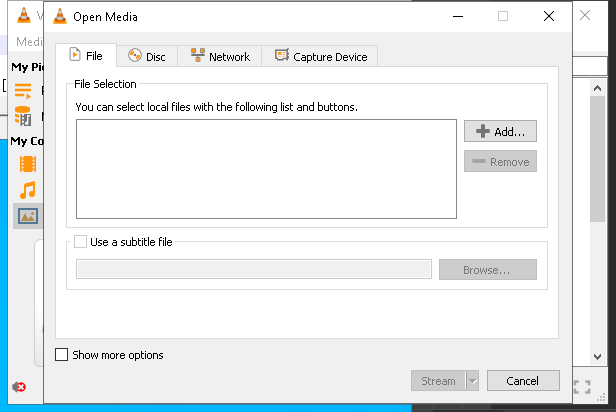 V
Open Media
Medi
File
Disc
Network
Capture Device
My Pi
File Selection
You can select local files with the following list and buttons.
Add...
Remove
My Co
Use a subtitle file
Browse...
Show more options
Stream
Cancel